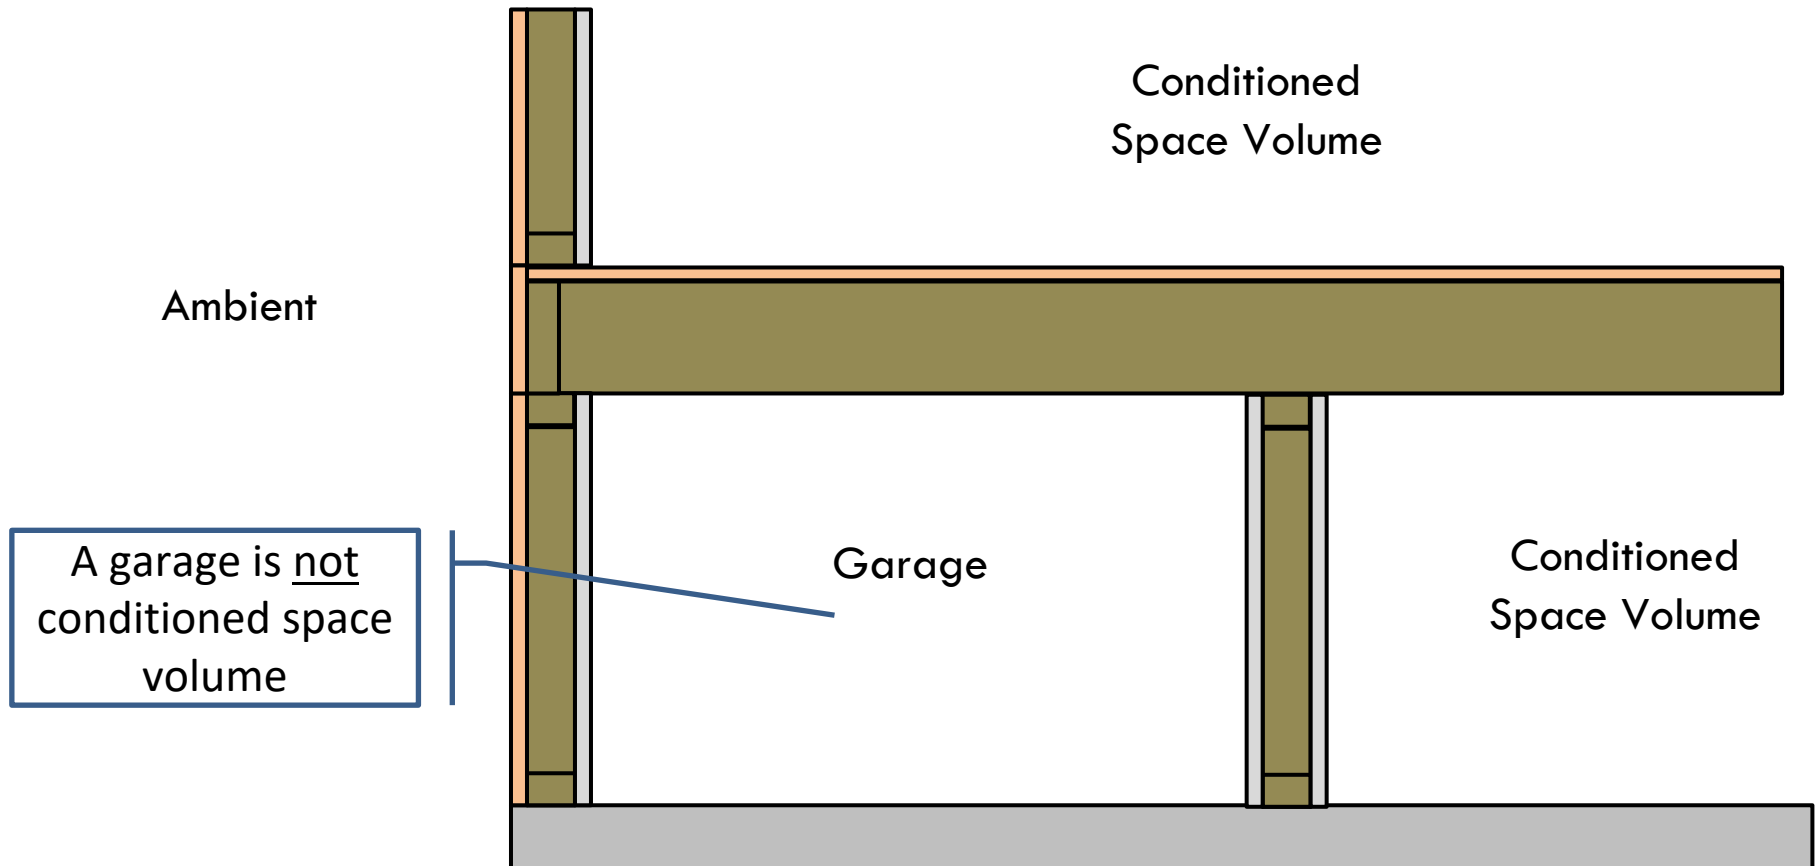 Conditioned
Space Volume
Ambient
A garage is not
conditioned space
volume
Garage
Conditioned
Space Volume